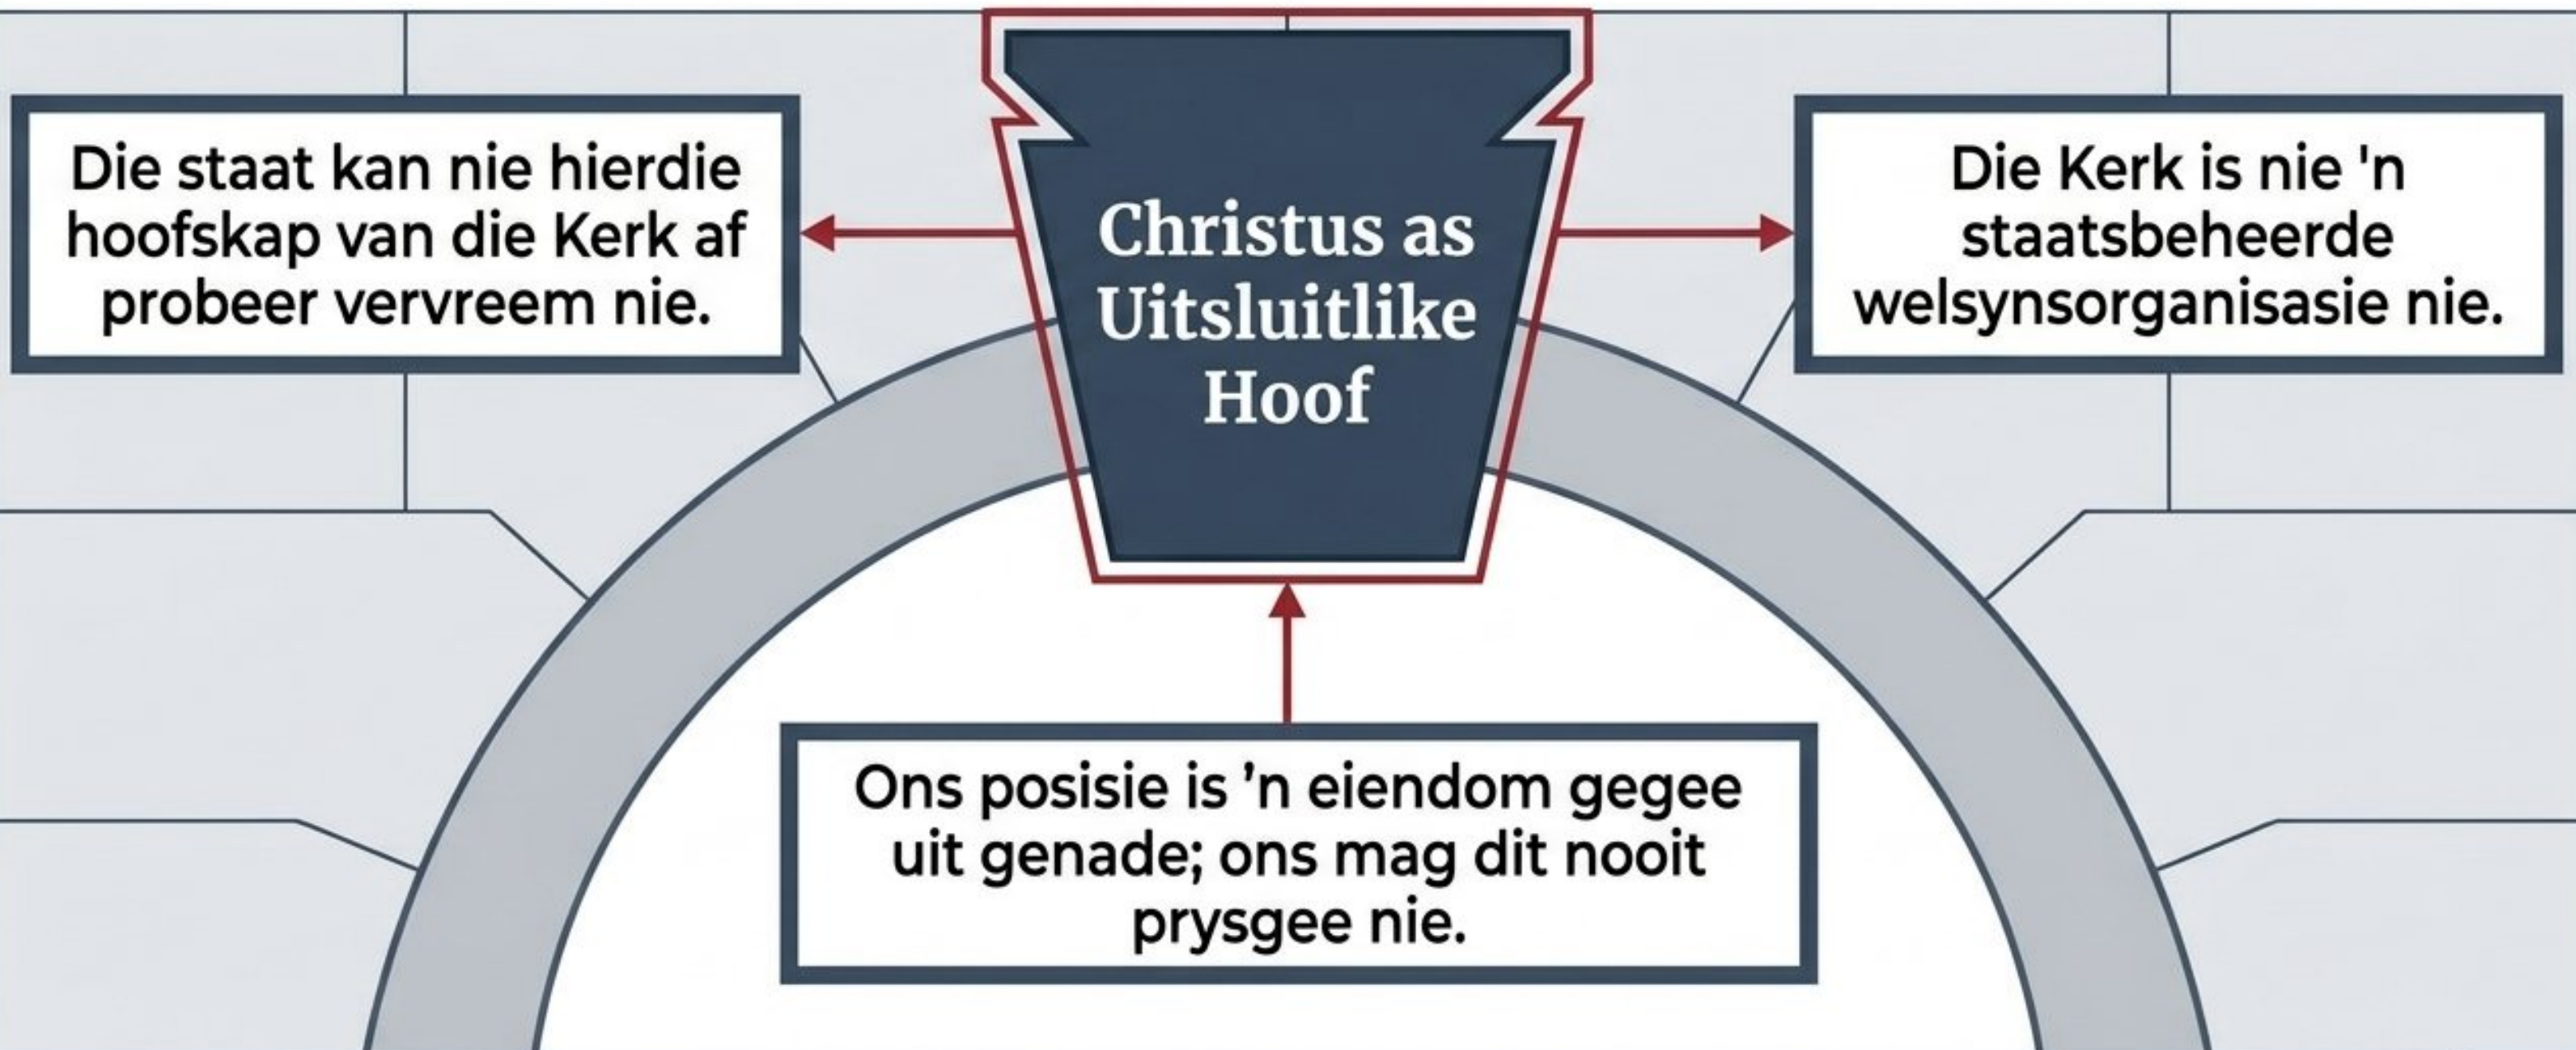 Die staat kan nie hierdie
hoofskap van die Kerk af
probeer vervreem nie.
Christus as
Uitsluitlike
Hoof
Die Kerk is nie 'n
staatsbeheerde
welsynsorganisasie nie.
Ons posisie is ’n eiendom gegee
uit genade; ons mag dit nooit
prysgee nie.